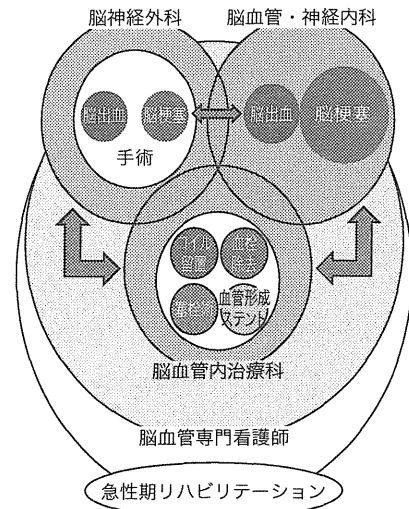 脳神経外科
脳血管・神経内科
脳出血
脳梗塞
脳出血
脳梗塞
手術
コイル
留置
血栓
除去
塞栓術
血管形成
ステント
脳血管内治療科
脳血管専門看護師
急性期リハビリテーション